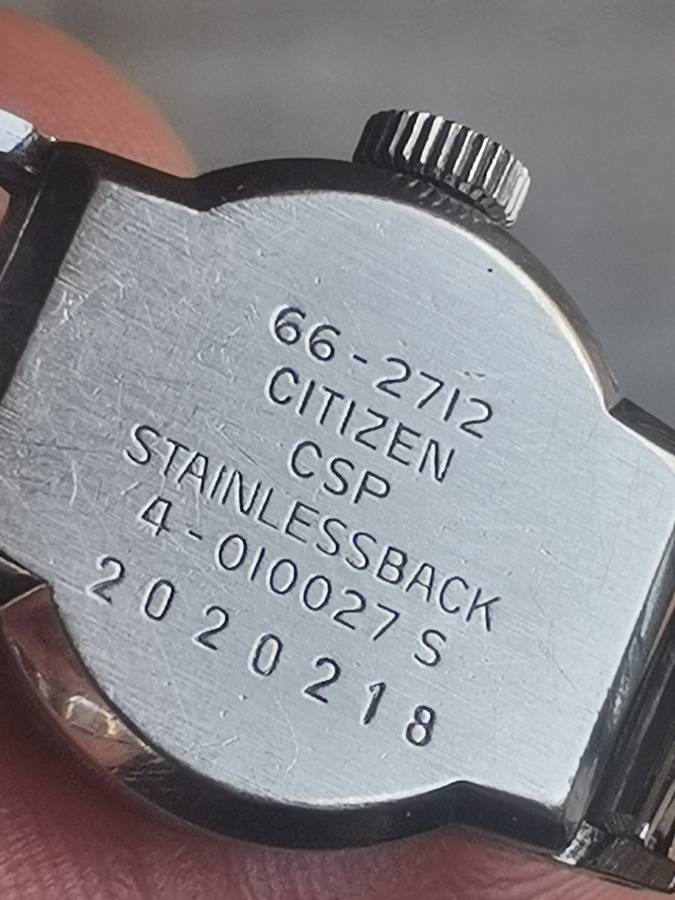 66-2712
CITIZEN
CSP
STAINLESSBACK
4-010027 S
2020218